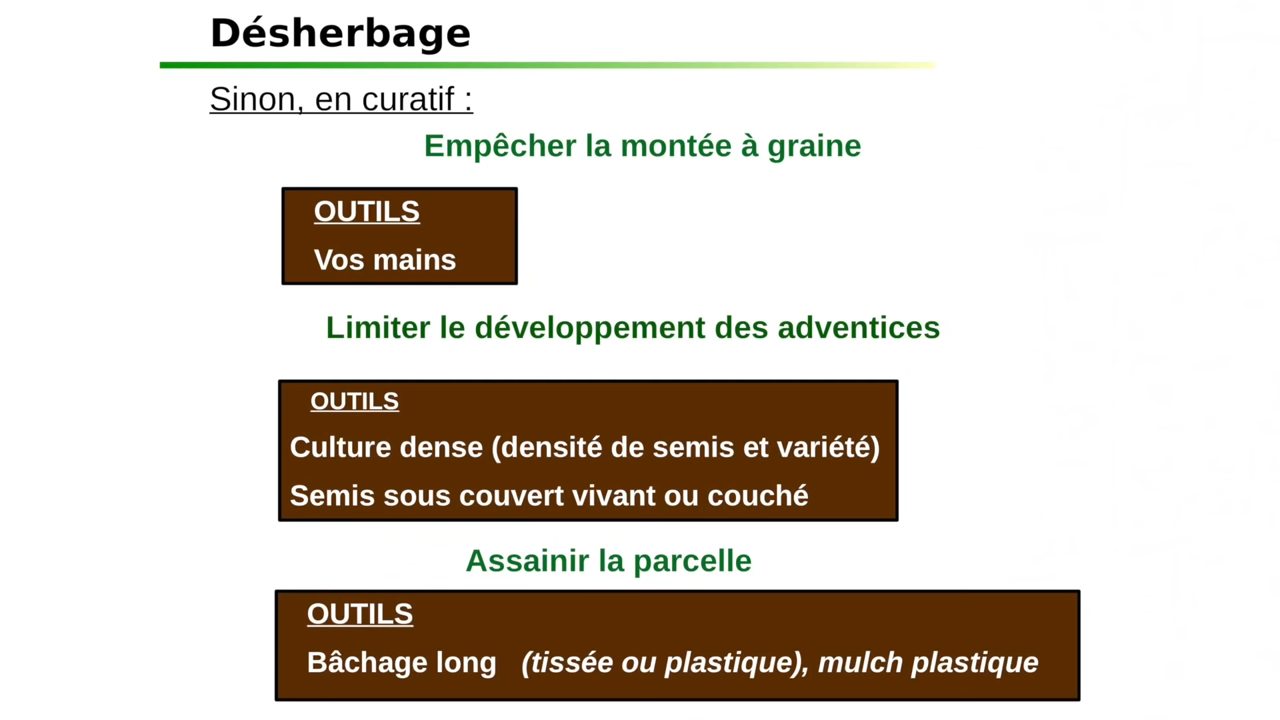 Désherbage
Sinon, en curatif :
Empêcher la montée à graine
OUTILS
Vos mains
Limiter le développement des adventices
OUTILS
Culture dense (densité de semis et variété)
Semis sous couvert vivant ou couché
Assainir la parcelle
OUTILS
Bâchage long (tissée ou plastique), mulch plastique